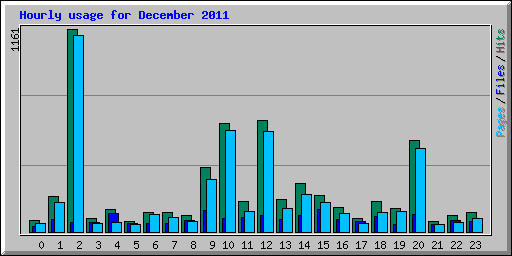 Hourly usage for December 2011
1161
Pages / Files / Hits
0 1 2 3 4 5 6 7 8 9 10 11 12 13 14 15 16 17 18 19 20 21 22 23